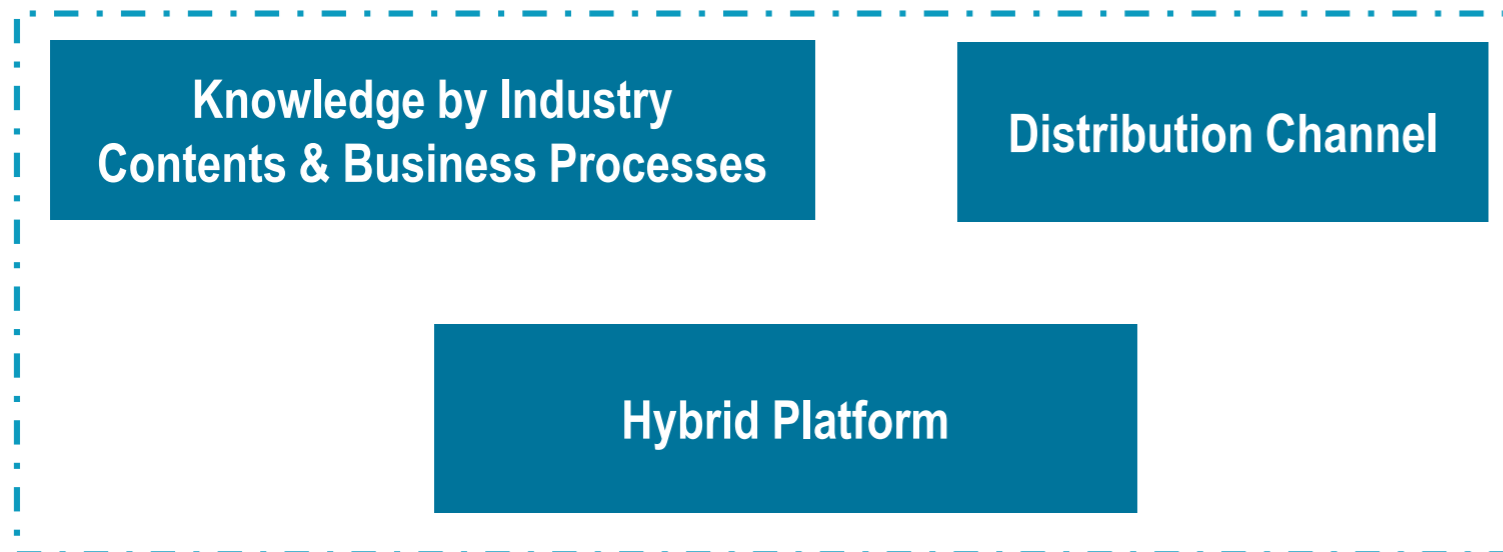 Knowledge by Industry
Contents & Business Processes
Distribution Channel
Hybrid Platform